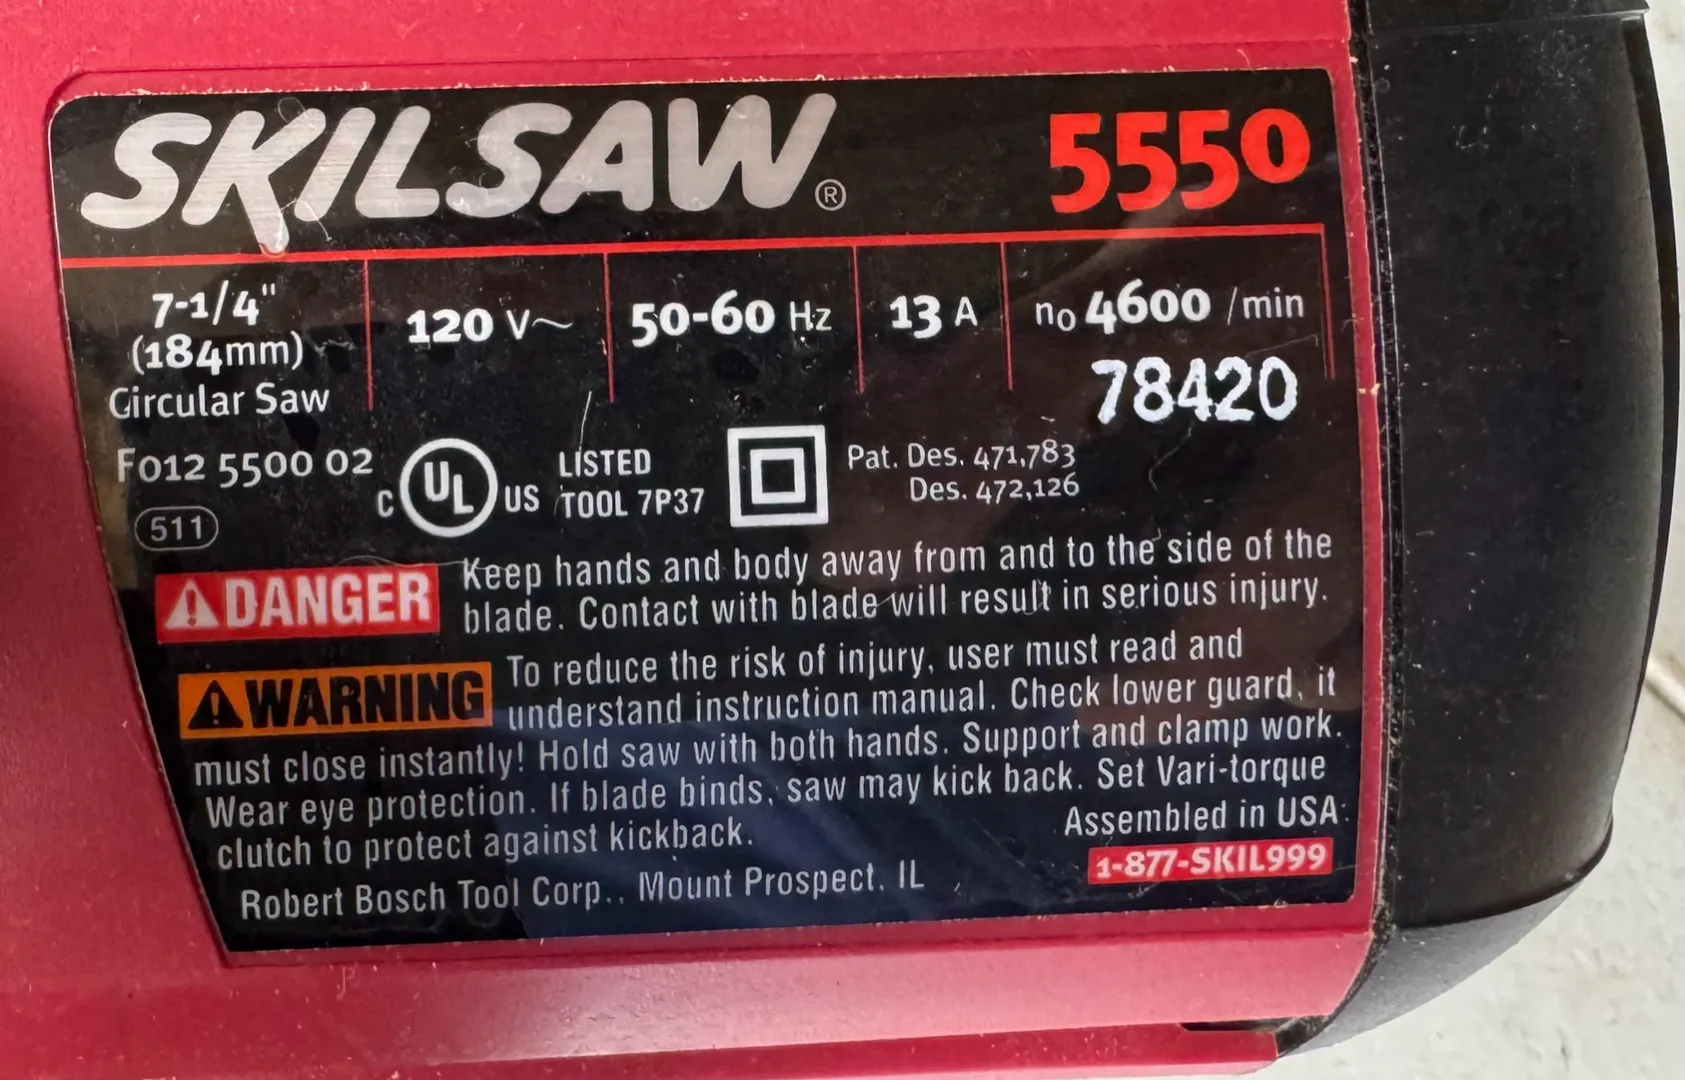 SKILSAW® 5550
7-1/4"
(184mm)
Circular Saw
120 V~
50-60 Hz
13 A
no 4600 /min
78420
F012 5500 02
511
C UL US
LISTED
TOOL 7P37
Pat. Des. 471,783
Des. 472,126
DANGER Keep hands and body away from and to the side of the
blade. Contact with blade will result in serious injury.
WARNING To reduce the risk of injury, user must read and
understand instruction manual. Check lower guard, it
must close instantly! Hold saw with both hands. Support and clamp work.
Wear eye protection. If blade binds, saw may kick back. Set Vari-torque
clutch to protect against kickback.
Assembled in USA
Robert Bosch Tool Corp., Mount Prospect, IL
1-877-SKIL999